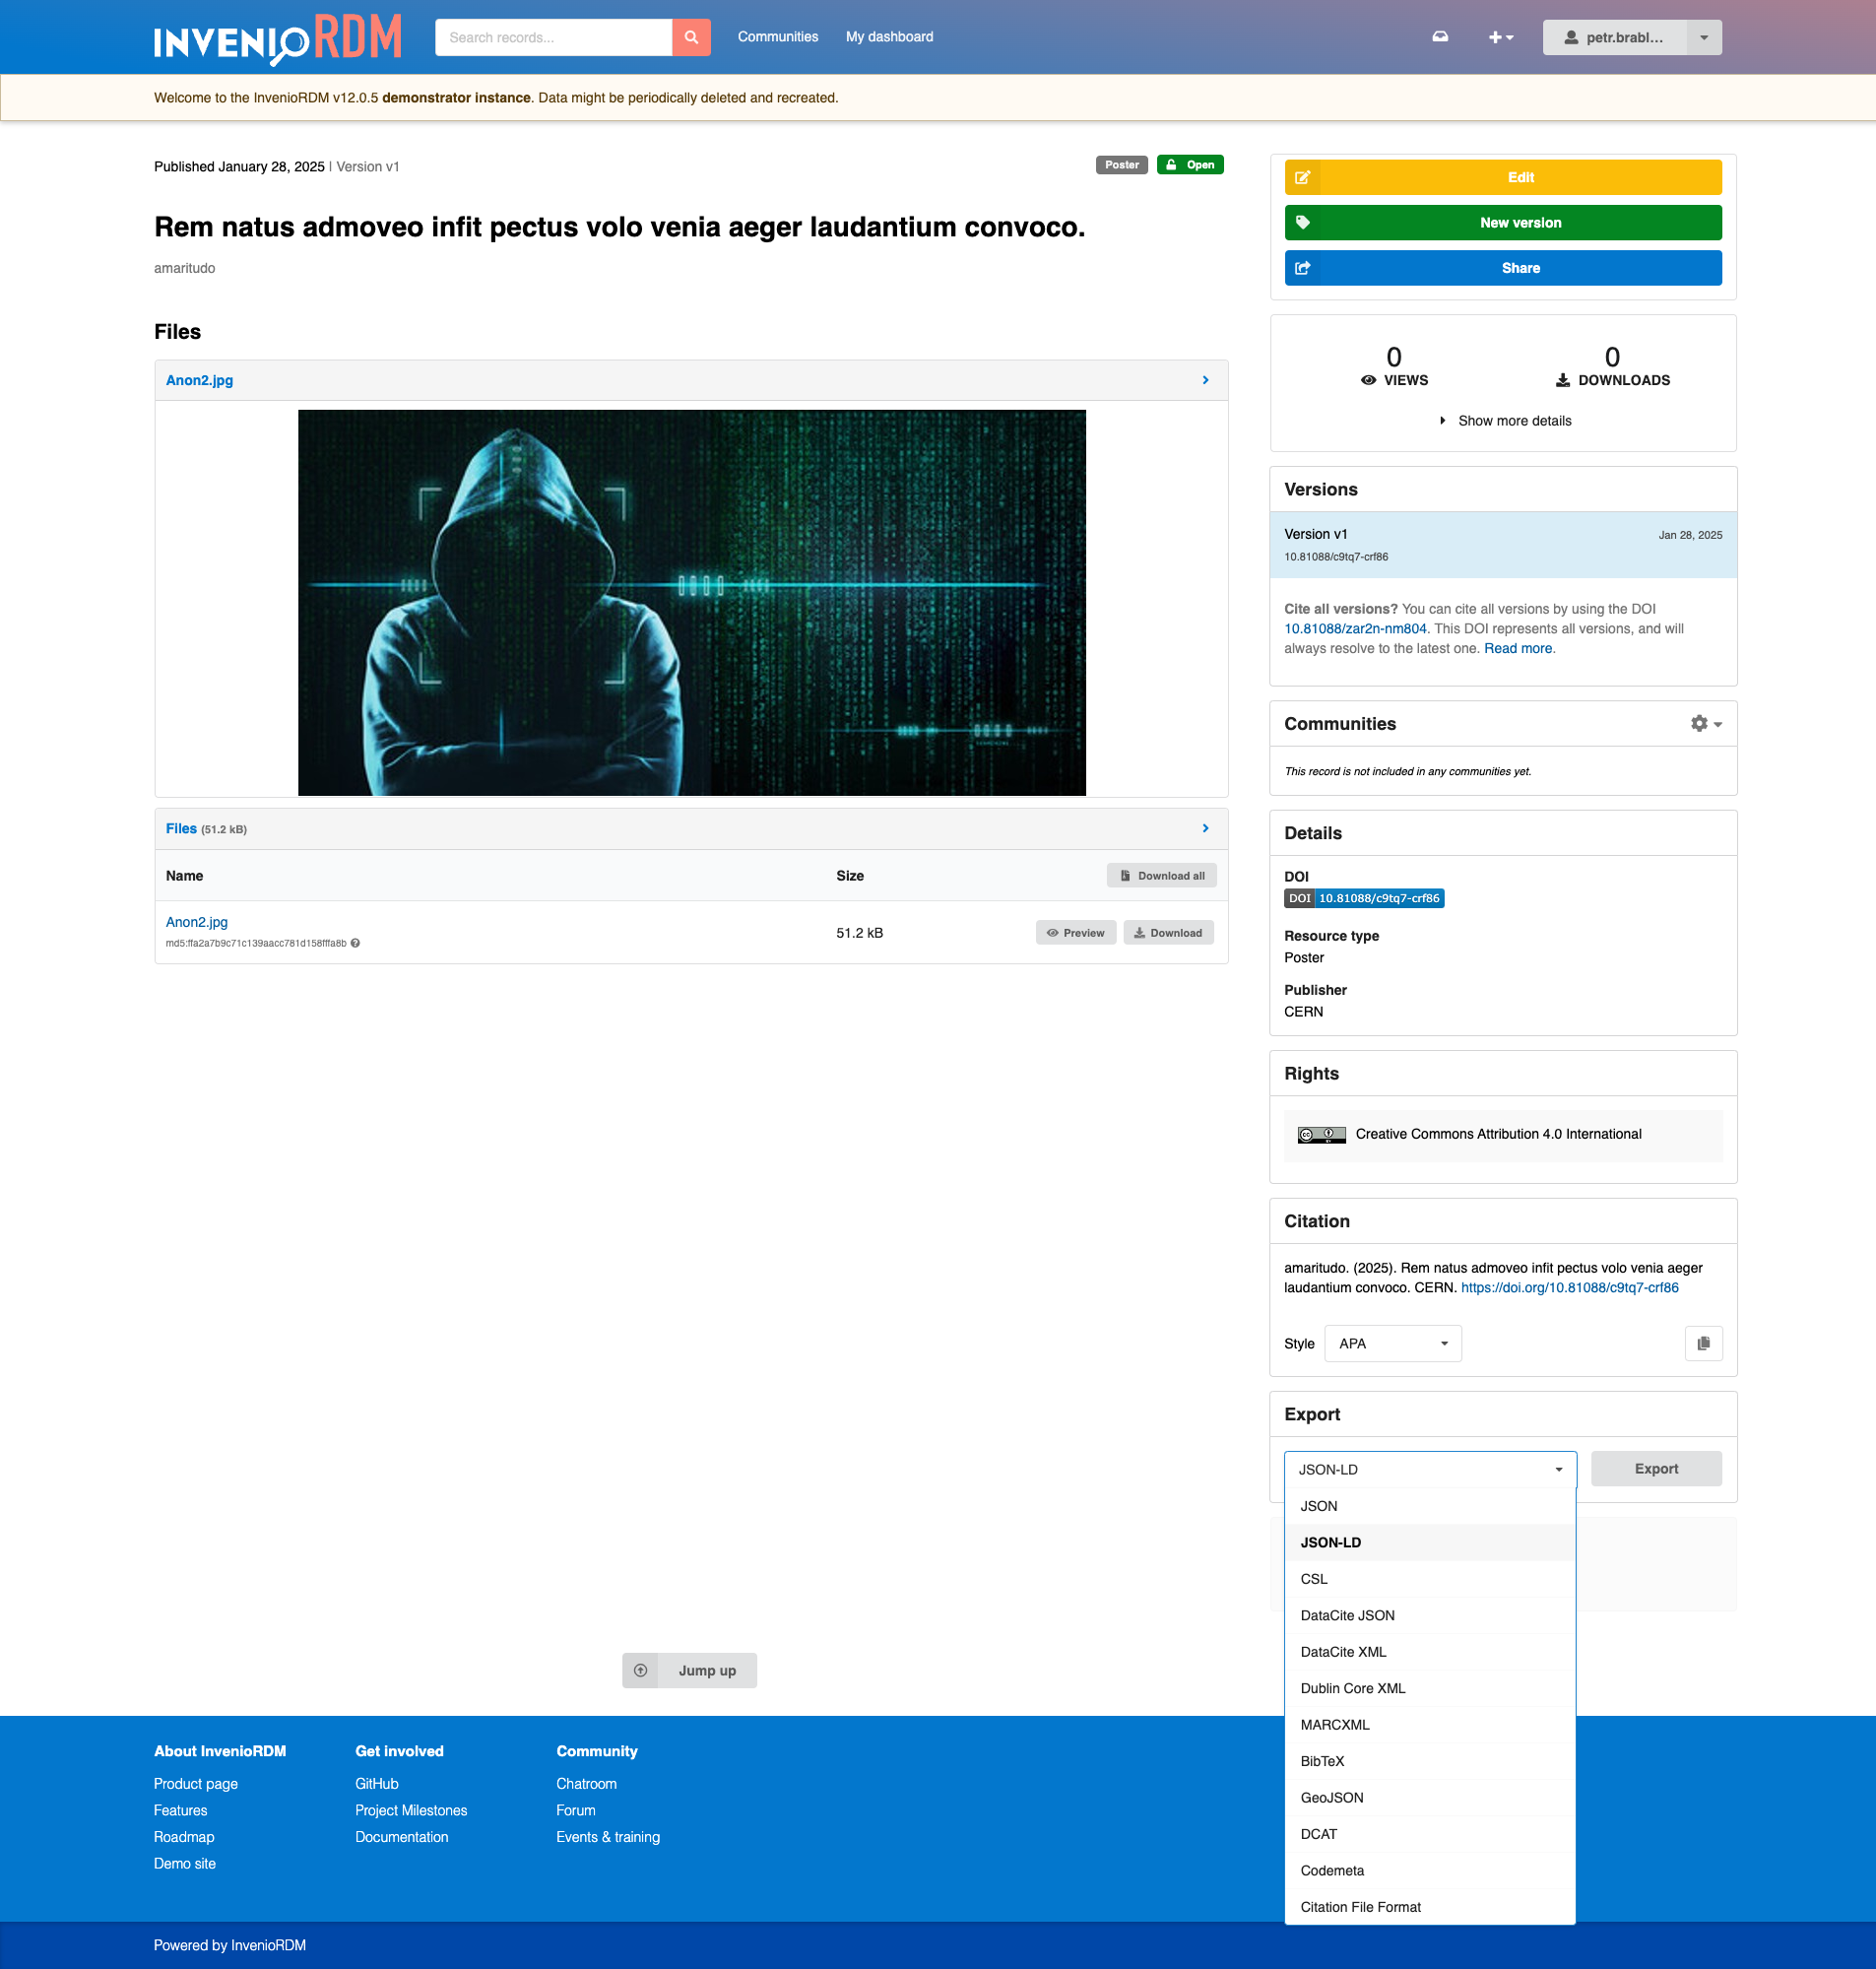 INVENIORDM
Search records...
Communities
My dashboard
petr.brabl...
Welcome to the InvenioRDM v12.0.5 demonstrator instance. Data might be periodically deleted and recreated.
Published January 28, 2025 | Version v1
Poster
Open
Rem natus admoveo infit pectus volo venia aeger laudantium convoco.
amaritudo
Files
Anon2.jpg
Files (51.2 kB)
Name
Size
Download all
Anon2.jpg
md5:ffa2a7b9c71c139aacc781d158fffa8b
51.2 kB
Preview
Download
Jump up
Edit
New version
Share
0
VIEWS
0
DOWNLOADS
Show more details
Versions
Version v1
Jan 28, 2025
10.81088/c9tq7-crf86
Cite all versions? You can cite all versions by using the DOI
10.81088/zar2n-nm804. This DOI represents all versions, and will
always resolve to the latest one. Read more.
Communities
This record is not included in any communities yet.
Details
DOI
DOI 10.81088/c9tq7-crf86
Resource type
Poster
Publisher
CERN
Rights
Creative Commons Attribution 4.0 International
Citation
amaritudo. (2025). Rem natus admoveo infit pectus volo venia aeger
laudantium convoco. CERN. https://doi.org/10.81088/c9tq7-crf86
Style
APA
Export
JSON-LD
Export
JSON
JSON-LD
CSL
DataCite JSON
DataCite XML
Dublin Core XML
MARCXML
BibTeX
GeoJSON
DCAT
Codemeta
Citation File Format
About InvenioRDM
Product page
Features
Roadmap
Demo site
Get involved
GitHub
Project Milestones
Documentation
Community
Chatroom
Forum
Events & training
Powered by InvenioRDM